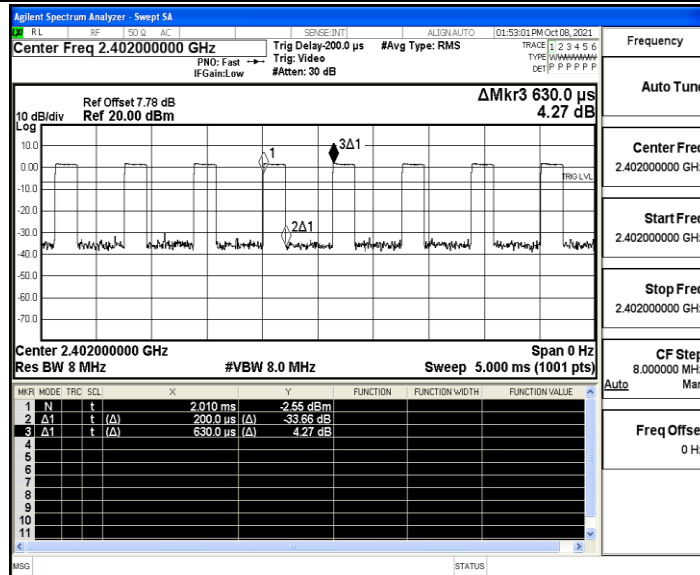 Agilent Spectrum Analyzer - Swept SA
RL RF 50 Ω AC SENSE:INT ALIGN AUTO 01:53:01 PM Oct 08, 2021
Center Freq 2.402000000 GHz
PNO: Fast
IFGain:Low
Trig Delay-200.0 µs
Trig: Video
#Atten: 30 dB
#Avg Type: RMS
TRACE 1 2 3 4 5 6
TYPE WWWWWW
DET P P P P P P
Ref Offset 7.78 dB
10 dB/div Ref 20.00 dBm
Log
ΔMkr3 630.0 µs
4.27 dB
10.0
0.00
-10.0
-20.0
-30.0
-40.0
-50.0
-60.0
-70.0
1
3Δ1
2Δ1
TRIG LVL
Center 2.402000000 GHz Span 0 Hz
Res BW 8 MHz #VBW 8.0 MHz Sweep 5.000 ms (1001 pts)
MKR MODE TRC SCL X Y FUNCTION FUNCTION WIDTH FUNCTION VALUE
1 N t 2.010 ms -2.55 dBm
2 Δ1 t (Δ) 200.0 µs (Δ) -33.66 dB
3 Δ1 t (Δ) 630.0 µs (Δ) 4.27 dB
4
5
6
7
8
9
10
11
MSG STATUS
Frequency
Auto Tune
Center Freq
2.402000000 GHz
Start Freq
2.402000000 GHz
Stop Freq
2.402000000 GHz
CF Step
8.000000 MHz
Auto Man
Freq Offset
0 Hz